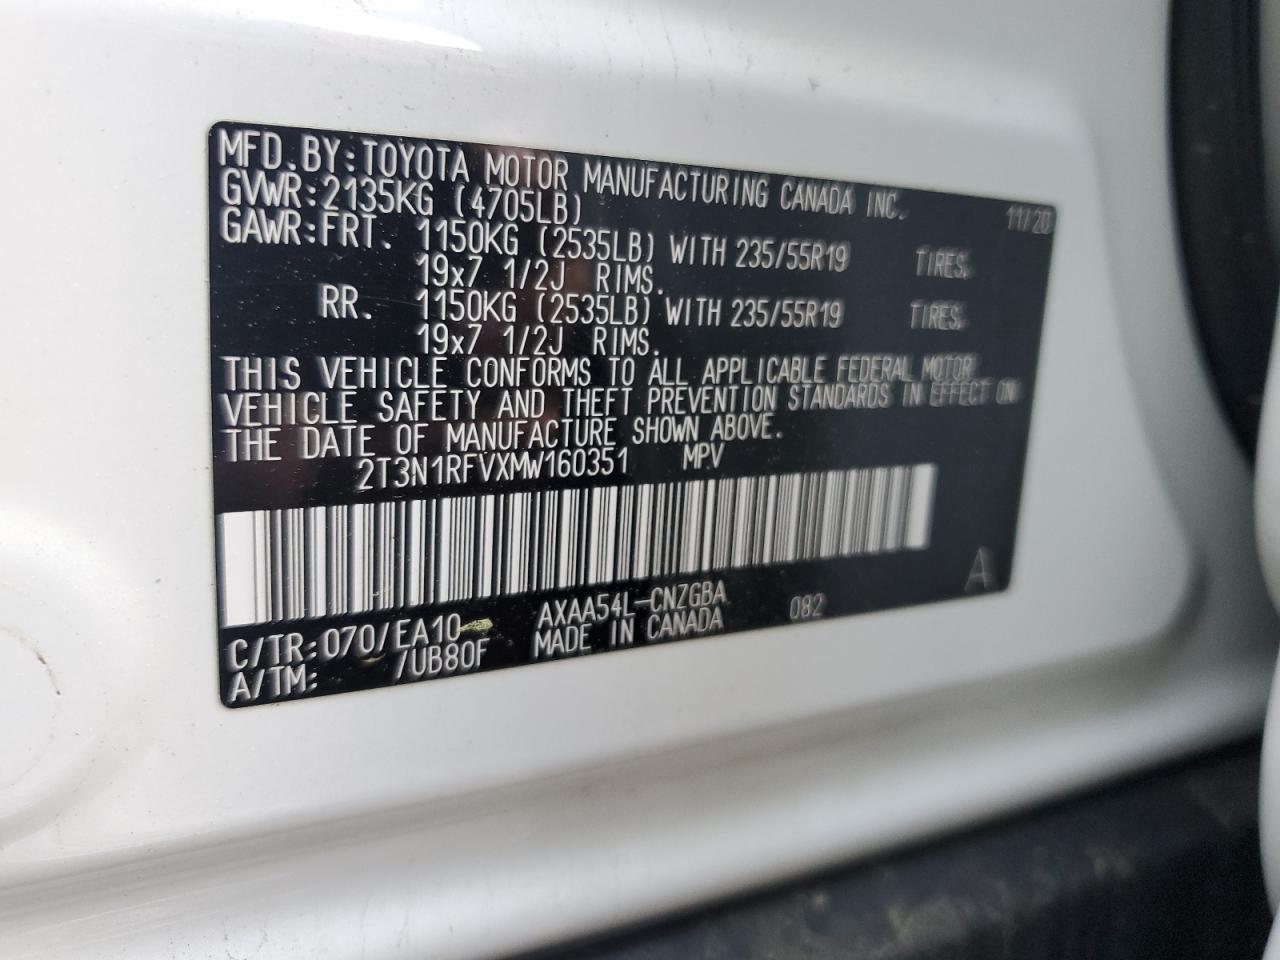 MFD.BY:TOYOTA MOTOR MANUFACTURING CANADA INC. 11/20
GVWR:2135KG (4705LB)
GAWR:FRT. 1150KG (2535LB) WITH 235/55R19 TIRES,
19x7 1/2J RIMS.
RR. 1150KG (2535LB) WITH 235/55R19 TIRES,
19x7 1/2J RIMS.
THIS VEHICLE CONFORMS TO ALL APPLICABLE FEDERAL MOTOR
VEHICLE SAFETY AND THEFT PREVENTION STANDARDS IN EFFECT ON
THE DATE OF MANUFACTURE SHOWN ABOVE.
2T3N1RFVXMW160351 MPV
A
C/TR:070/EA10 AXAA54L-CNZGBA 082
A/TM: /UB80F MADE IN CANADA